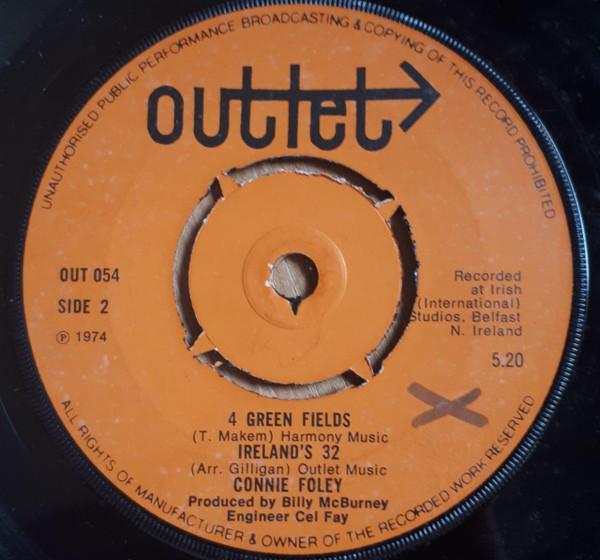 UNAUTHORISED PUBLIC PERFORMANCE BROADCASTING & COPYING OF THIS RECORD PROHIBITED
outlet
OUT 054
SIDE 2
℗ 1974
Recorded
at Irish
(International)
Studios, Belfast
N. Ireland
5.20
4 GREEN FIELDS
(T. Makem) Harmony Music
IRELAND'S 32
(Arr. Gilligan) Outlet Music
CONNIE FOLEY
Produced by Billy McBurney
Engineer Cel Fay
ALL RIGHTS OF MANUFACTURER & OWNER OF THE RECORDED WORK RESERVED